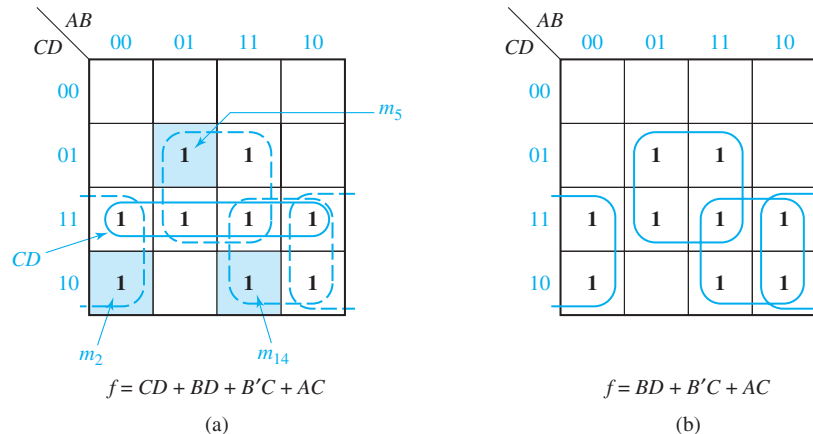 AB AB
CD CD
00 01 11 10 00 01 11 10
00 00
m5
01 1 1 01 1 1
11 1 1 1 1 11 1 1 1 1
CD
10 1 1 1 10 1 1 1
m2 m14
f = CD + BD + B′C + AC f = BD + B′C + AC
(a) (b)